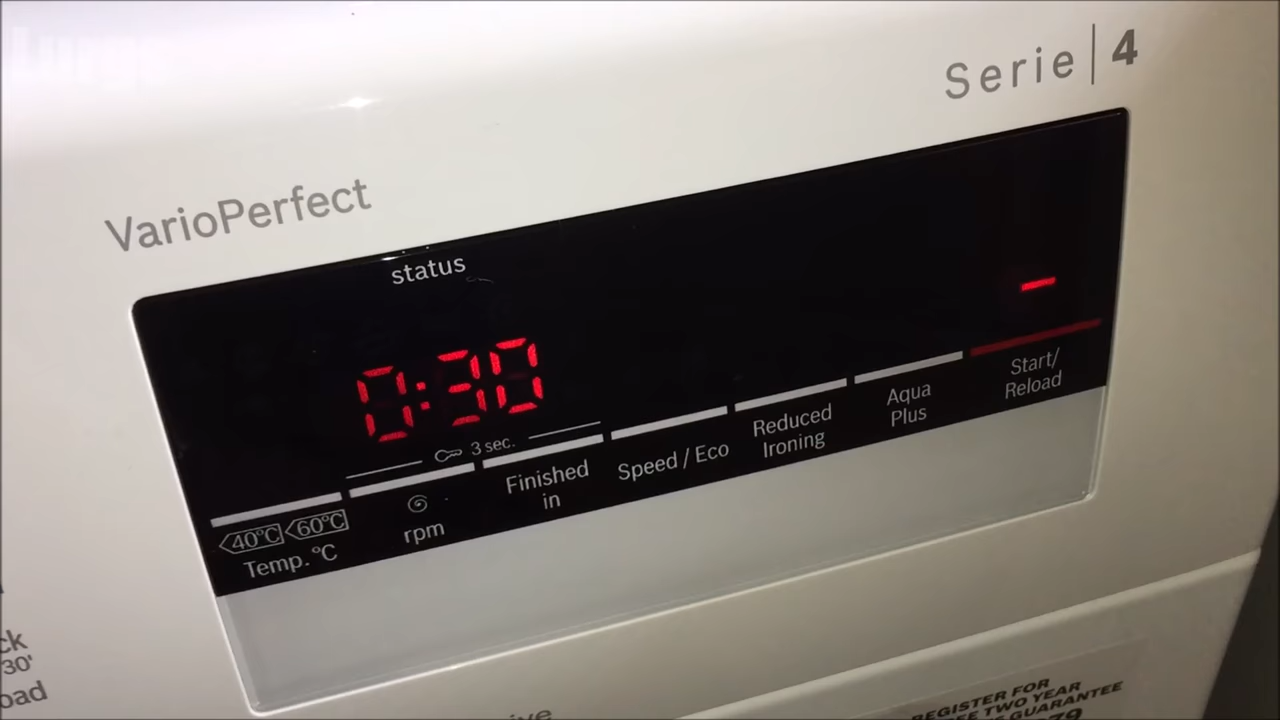 Serie | 4
VarioPerfect
status
0:30
3 sec.
40°C 60°C
Temp. °C
rpm
Finished
in
Speed / Eco
Reduced
Ironing
Aqua
Plus
Start/
Reload
30'
REGISTER FOR
TWO YEAR
GUARANTEE